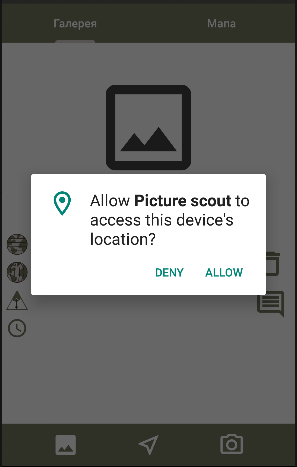 Галерея
Мапа
Allow Picture scout to
access this device's
location?
DENY
ALLOW